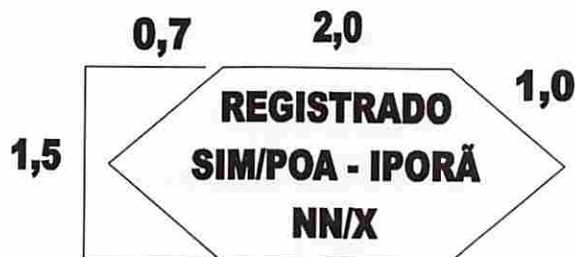 0,7 2,0
1,0
1,5
REGISTRADO
SIM/POA - IPORÃ
NN/X